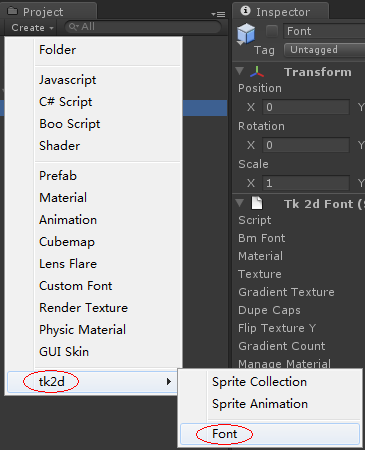 Project
Create
All
Folder
Javascript
C# Script
Boo Script
Shader
Prefab
Material
Animation
Cubemap
Lens Flare
Custom Font
Render Texture
Physic Material
GUI Skin
tk2d
Sprite Collection
Sprite Animation
Font
Inspector
Font
Tag Untagged
Transform
Position
X 0 Y
Rotation
X 0 Y
Scale
X 1 Y
Tk 2d Font (S
Script
Bm Font
Material
Texture
Gradient Texture
Dupe Caps
Flip Texture Y
Gradient Count
Manage Material